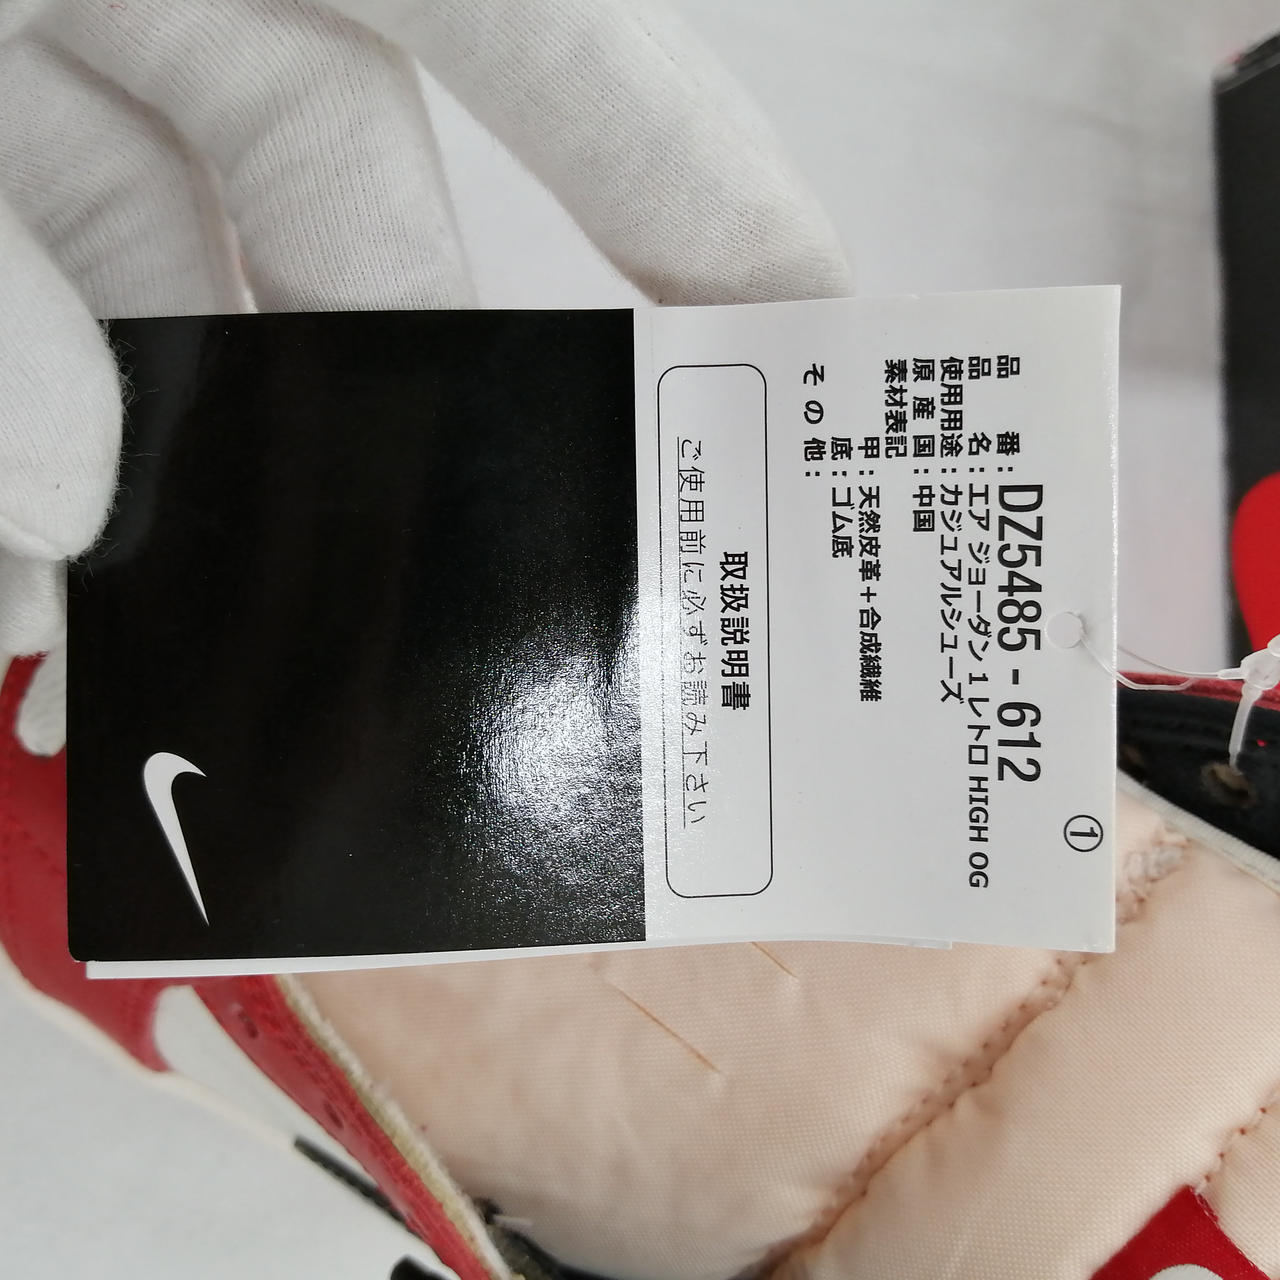 ①
品番：DZ5485 - 612
品名：エア ジョーダン 1 レトロ HIGH OG
使用用途：カジュアルシューズ
原産国：中国
素材表記
甲：天然皮革＋合成繊維
底：ゴム底
その他：
取扱説明書
ご使用前に必ずお読み下さい